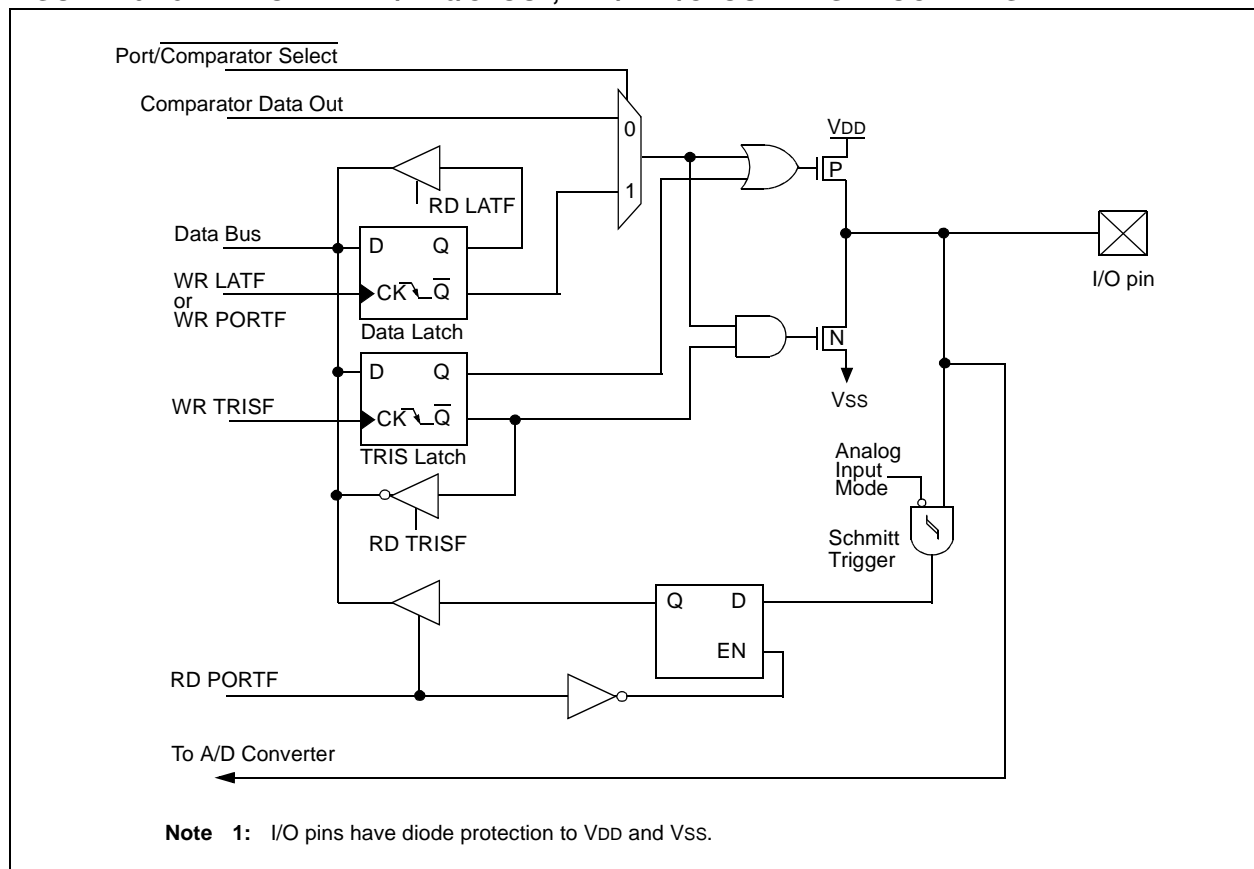 Port/Comparator Select
Comparator Data Out
0
1
VDD
P
RD LATF
Data Bus
D Q
WR LATF
or
WR PORTF
CK Q
Data Latch
I/O pin
N
VSS
D Q
WR TRISF
CK Q
TRIS Latch
RD TRISF
Analog
Input
Mode
Schmitt
Trigger
Q D
EN
RD PORTF
To A/D Converter
Note 1: I/O pins have diode protection to VDD and VSS.